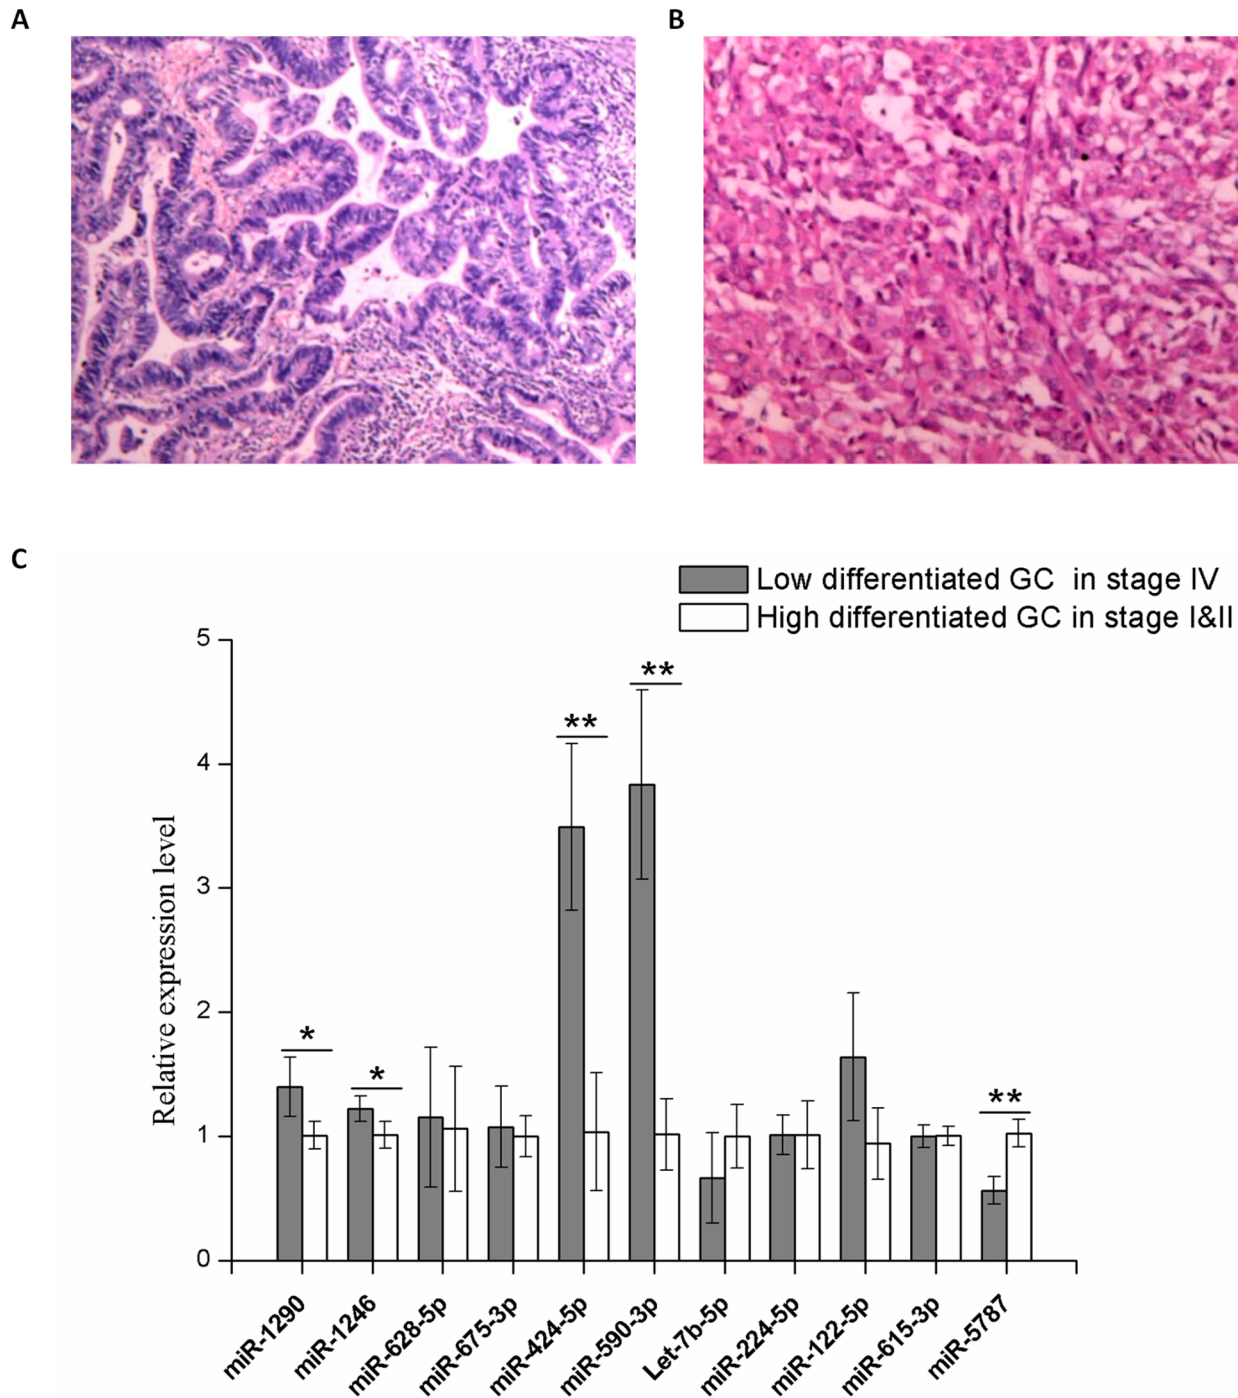 A
B
C
Low differentiated GC in stage IV
High differentiated GC in stage I&II
5
4
3
2
1
0
Relative expression level
*
*
**
**
**
miR-1290
miR-1246
miR-628-5p
miR-675-3p
miR-424-5p
miR-590-3p
Let-7b-5p
miR-224-5p
miR-122-5p
miR-615-3p
miR-5787